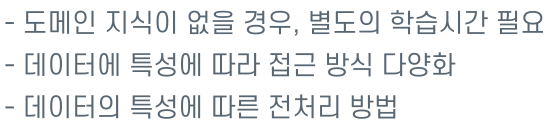 - 도메인 지식이 없을 경우, 별도의 학습시간 필요
- 데이터에 특성에 따라 접근 방식 다양화
- 데이터의 특성에 따른 전처리 방법